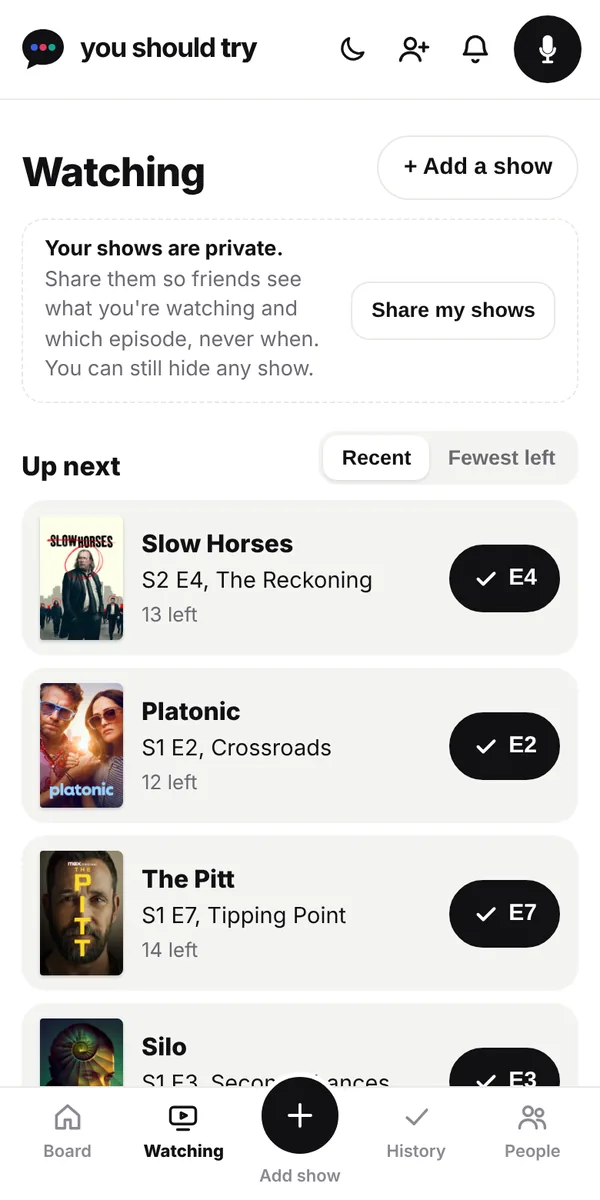 you should try
Watching
+ Add a show
Your shows are private.
Share them so friends see
what you're watching and
which episode, never when.
You can still hide any show.
Share my shows
Up next
Recent
Fewest left
SLOW HORSES
Slow Horses
S2 E4, The Reckoning
13 left
E4
platonic
Platonic
S1 E2, Crossroads
12 left
E2
max
THE
PITT
The Pitt
S1 E7, Tipping Point
14 left
E7
Silo
S1 E3,
E3
Board
Watching
Add show
History
People